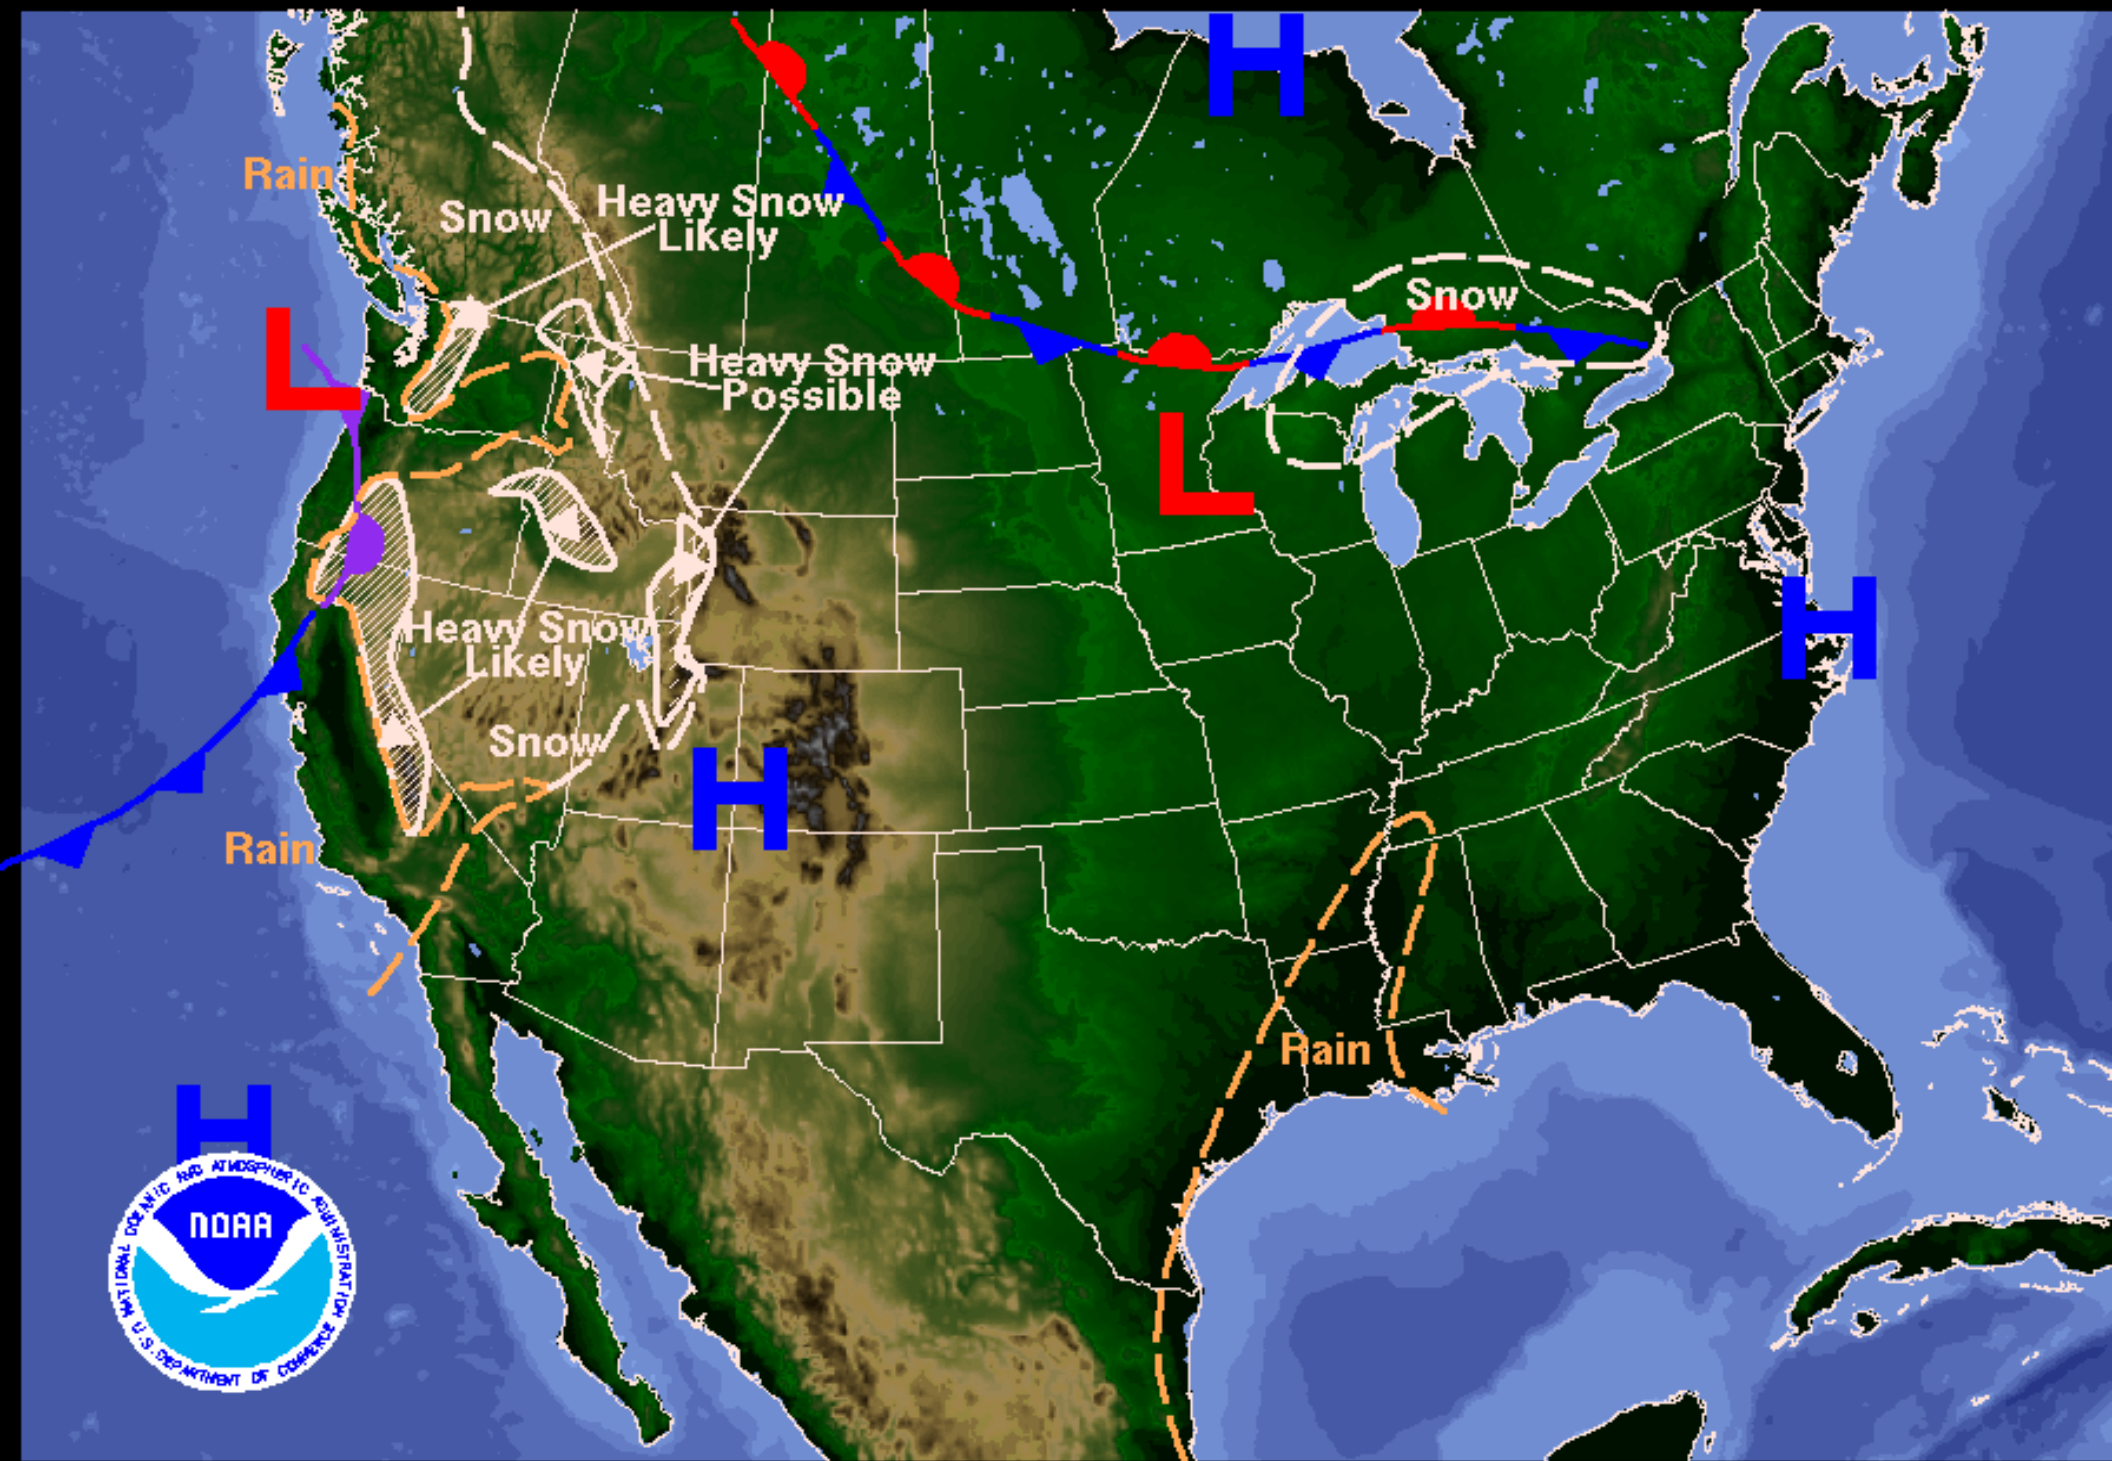 H
Rain
Snow
Heavy Snow
Likely
Snow
L
Heavy Snow
Possible
L
H
Heavy Snow
Likely
Snow
H
Rain
Rain
H
NATIONAL OCEANIC AND ATMOSPHERIC ADMINISTRATION
NOAA
U.S. DEPARTMENT OF COMMERCE